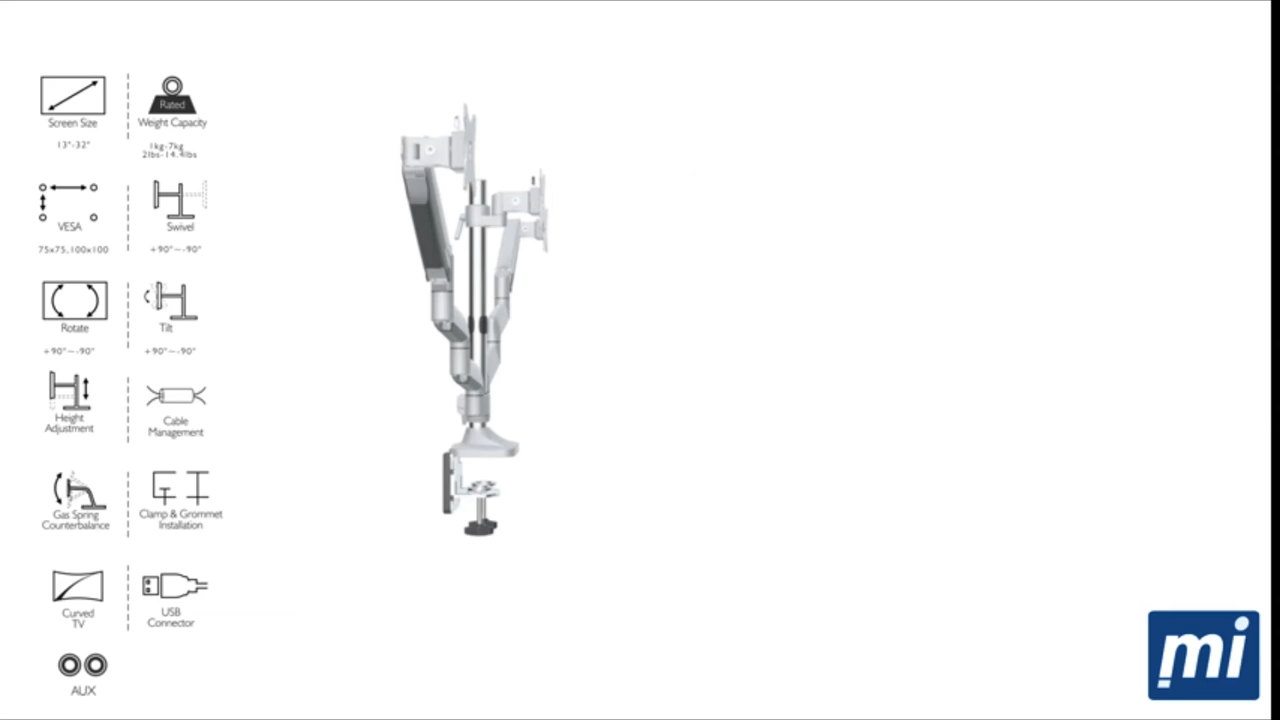 Screen Size
13"-32"
Rated
Weight Capacity
1kg-7kg
2lbs-14.4lbs
VESA
75x75,100x100
Swivel
+90°—-90°
Rotate
+90°—-90°
Tilt
+90°—-90°
Height
Adjustment
Cable
Management
Gas Spring
Counterbalance
Clamp & Grommet
Installation
Curved
TV
USB
Connector
AUX
mi